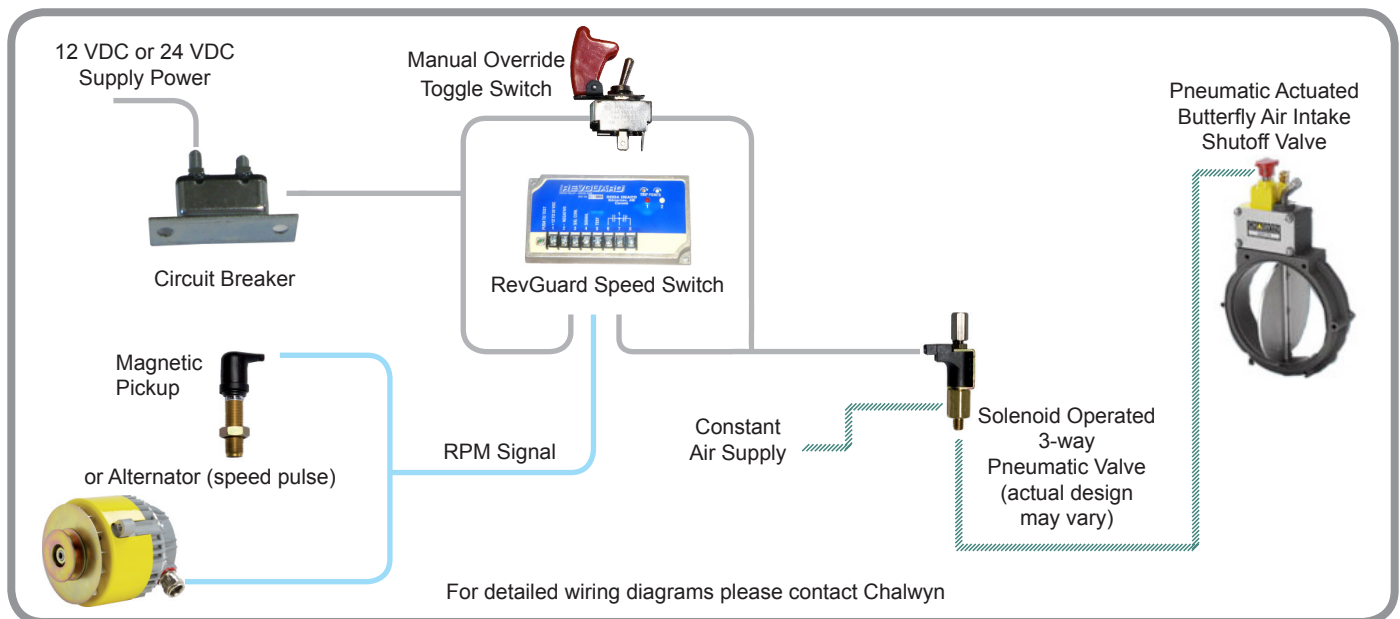 12 VDC or 24 VDC
Supply Power
Manual Override
Toggle Switch
Pneumatic Actuated
Butterfly Air Intake
Shutoff Valve
REVGUARD
Circuit Breaker
RevGuard Speed Switch
Magnetic
Pickup
or Alternator (speed pulse)
RPM Signal
Constant
Air Supply
Solenoid Operated
3-way
Pneumatic Valve
(actual design
may vary)
For detailed wiring diagrams please contact Chalwyn